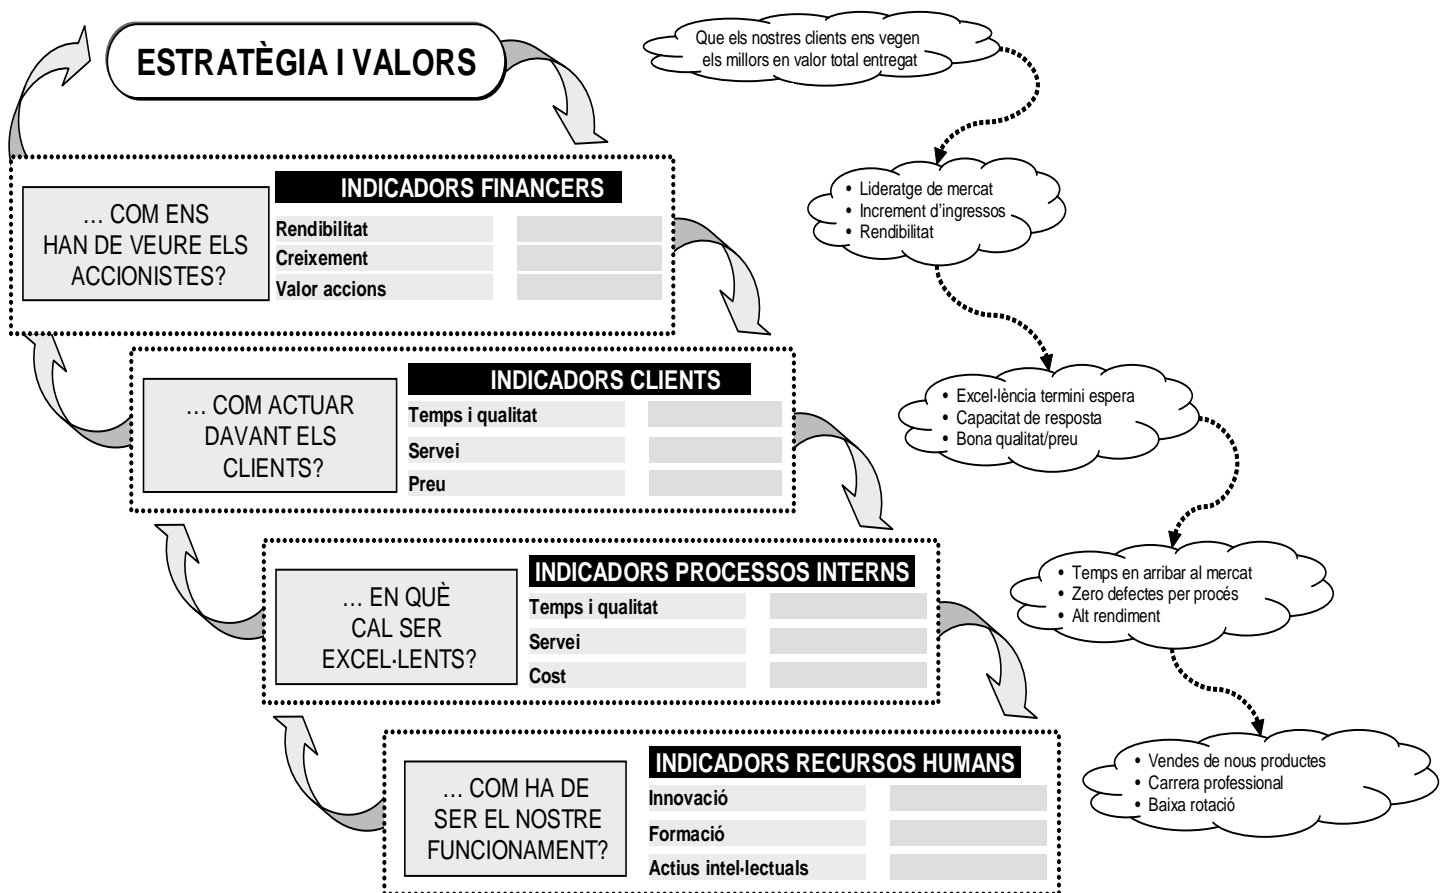 ESTRATÈGIA I VALORS
Que els nostres clients ens vegen
els millors en valor total entregat
… COM ENS
HAN DE VEURE ELS
ACCIONISTES?
INDICADORS FINANCERS
Rendibilitat
Creixement
Valor accions
• Lideratge de mercat
• Increment d'ingressos
• Rendibilitat
… COM ACTUAR
DAVANT ELS
CLIENTS?
INDICADORS CLIENTS
Temps i qualitat
Servei
Preu
• Excel·lència termini espera
• Capacitat de resposta
• Bona qualitat/preu
… EN QUÈ
CAL SER
EXCEL·LENTS?
INDICADORS PROCESSOS INTERNS
Temps i qualitat
Servei
Cost
• Temps en arribar al mercat
• Zero defectes per procés
• Alt rendiment
… COM HA DE
SER EL NOSTRE
FUNCIONAMENT?
INDICADORS RECURSOS HUMANS
Innovació
Formació
Actius intel·lectuals
• Vendes de nous productes
• Carrera professional
• Baixa rotació